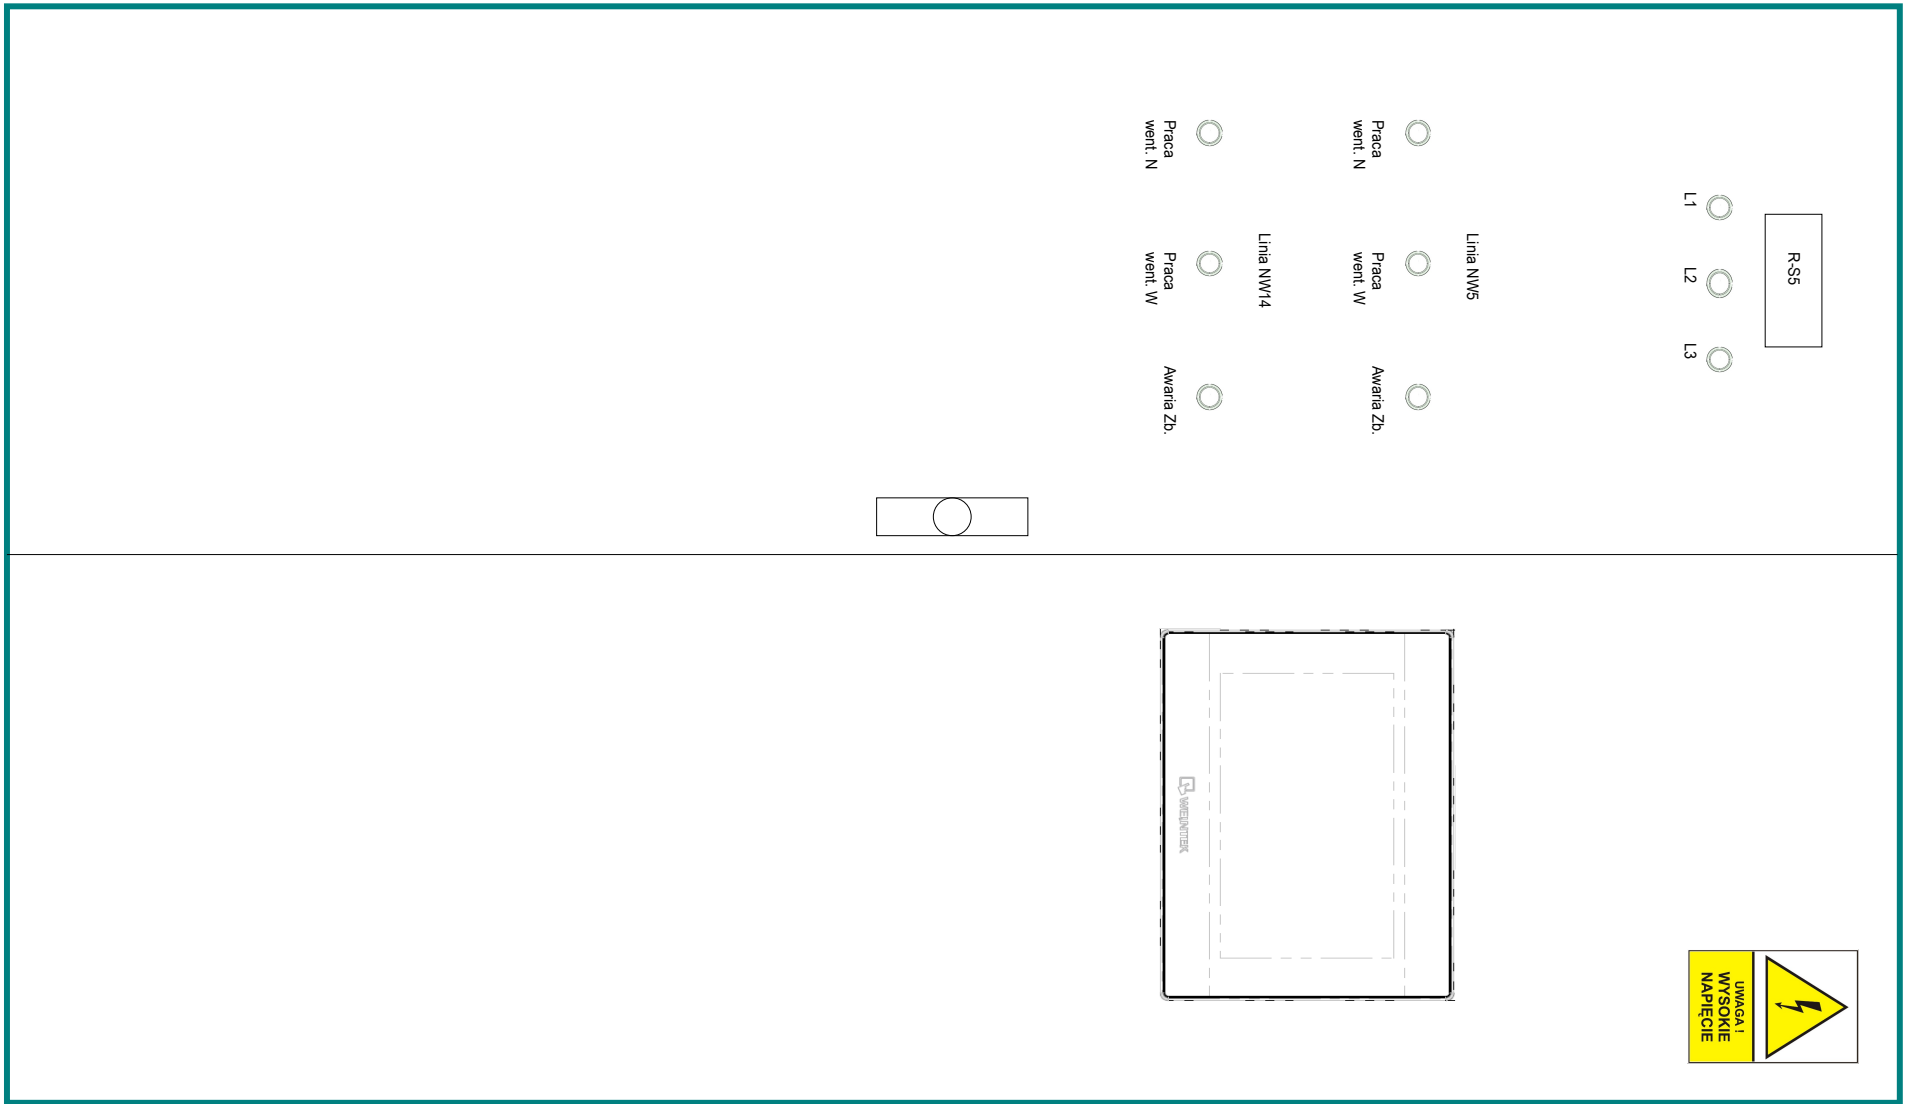 R-S5
L1
L2
L3
Linia NW5
Praca
went. N
Praca
went. W
Awaria Zb.
Linia NW14
Praca
went. N
Praca
went. W
Awaria Zb.
UWAGA !
WYSOKIE
NAPIĘCIE
WEINTEK